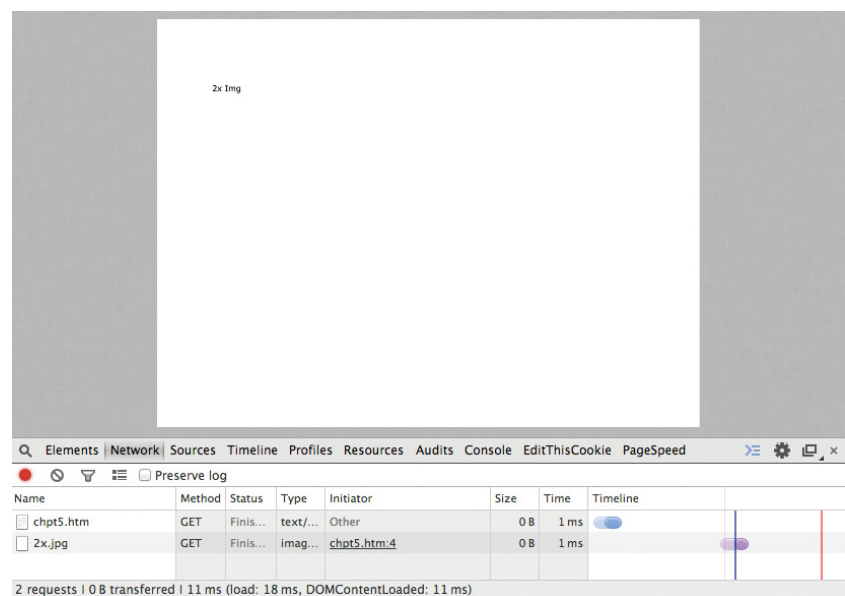 2x Img
Elements Network Sources Timeline Profiles Resources Audits Console EditThisCookie PageSpeed
Preserve log
Name Method Status Type Initiator Size Time Timeline
chpt5.htm GET Finis... text/... Other 0 B 1 ms
2x.jpg GET Finis... imag... chpt5.htm:4 0 B 1 ms
2 requests | 0 B transferred | 11 ms (load: 18 ms, DOMContentLoaded: 11 ms)